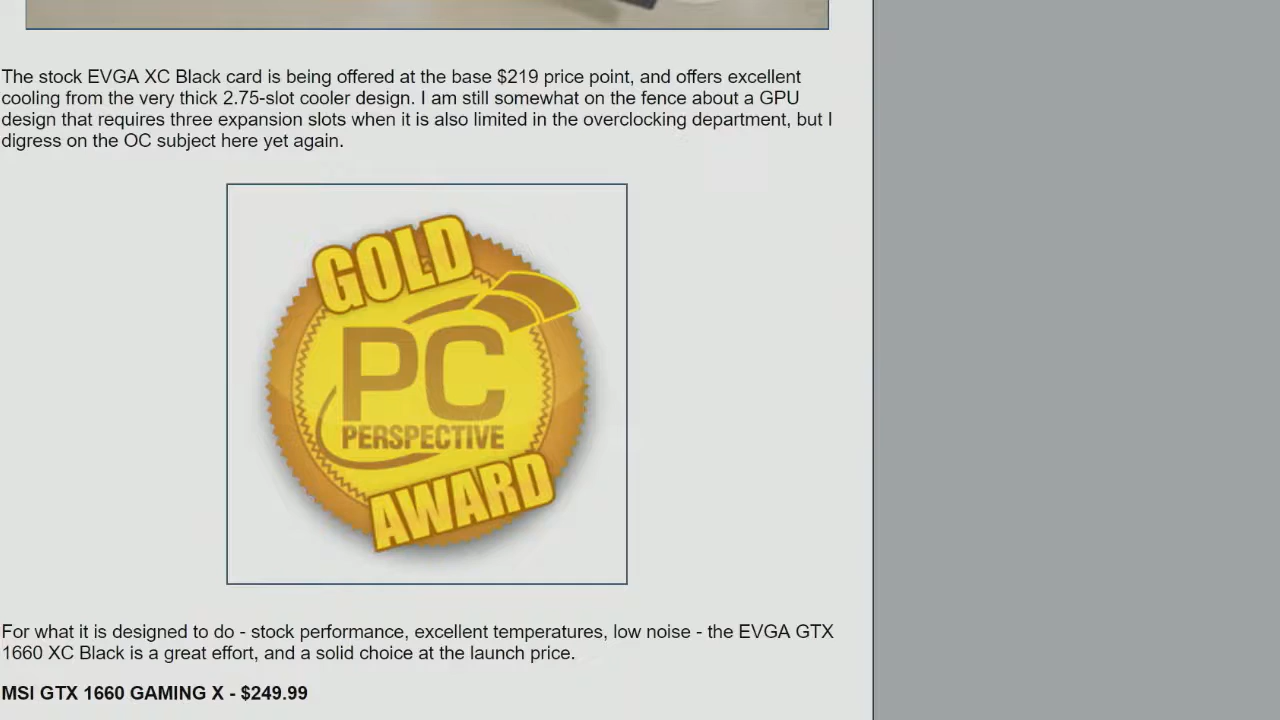 The stock EVGA XC Black card is being offered at the base $219 price point, and offers excellent
cooling from the very thick 2.75-slot cooler design. I am still somewhat on the fence about a GPU
design that requires three expansion slots when it is also limited in the overclocking department, but I
digress on the OC subject here yet again.
GOLD
PC
PERSPECTIVE
AWARD
For what it is designed to do - stock performance, excellent temperatures, low noise - the EVGA GTX
1660 XC Black is a great effort, and a solid choice at the launch price.
MSI GTX 1660 GAMING X - $249.99